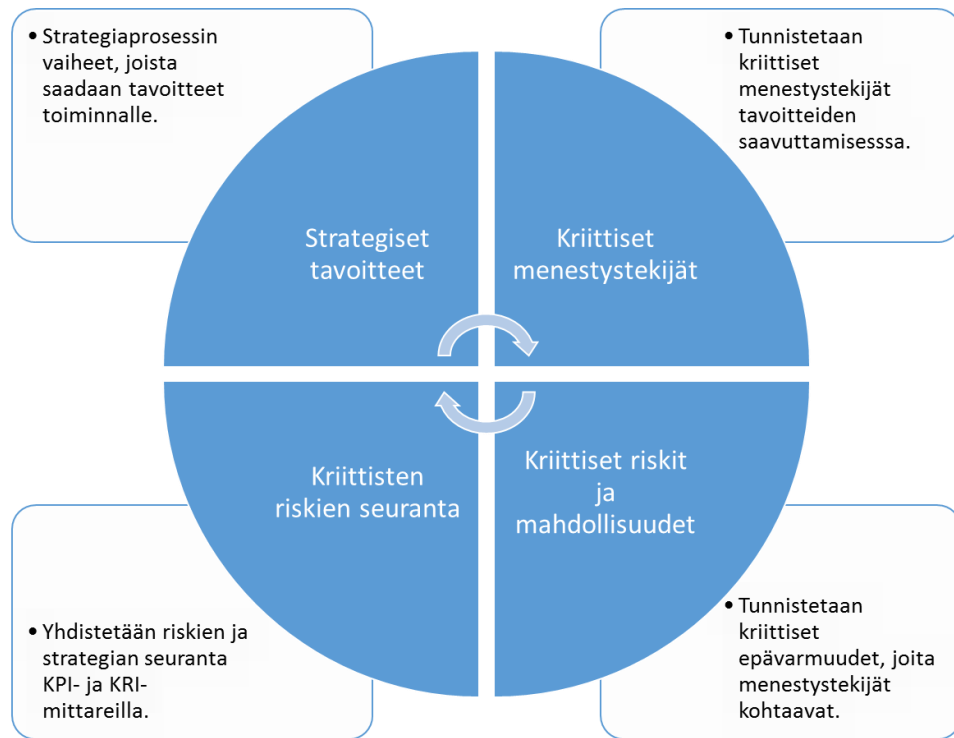 • Strategiaprosessin
vaiheet, joista
saadaan tavoitteet
toiminnalle.
• Tunnistetaan
kriittiset
menestystekijät
tavoitteiden
saavuttamisesssa.
Strategiset
tavoitteet
Kriittiset
menestystekijät
Kriittisten
riskien seuranta
Kriittiset riskit
ja
mahdollisuudet
• Yhdistetään riskien ja
strategian seuranta
KPI- ja KRI-
mittareilla.
• Tunnistetaan
kriittiset
epävarmuudet, joita
menestystekijät
kohtaavat.